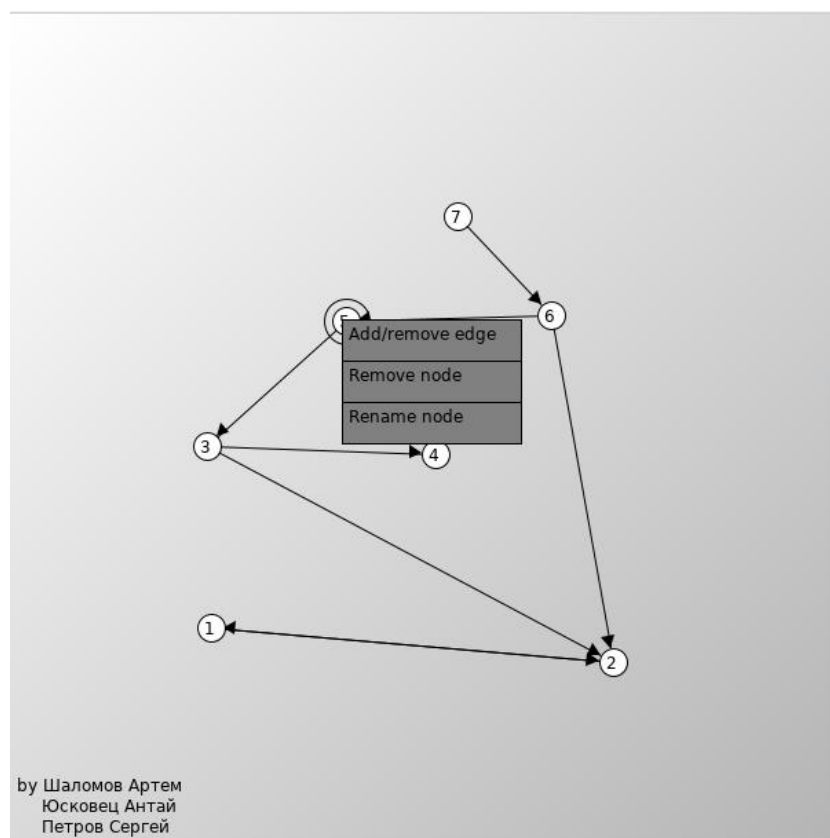 7
5
6
Add/remove edge
Remove node
Rename node
3
4
1
2
by Шаломов Артем
Юсковец Антай
Петров Сергей